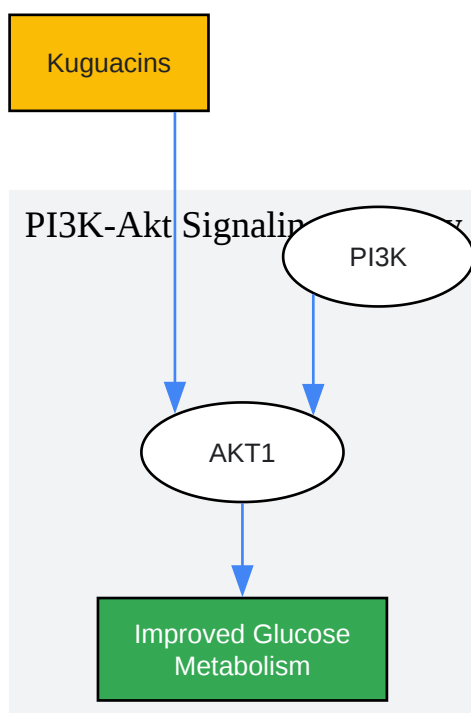 Kuguacins
PI3K-Akt Signalin
PI3K
AKT1
Improved Glucose
Metabolism